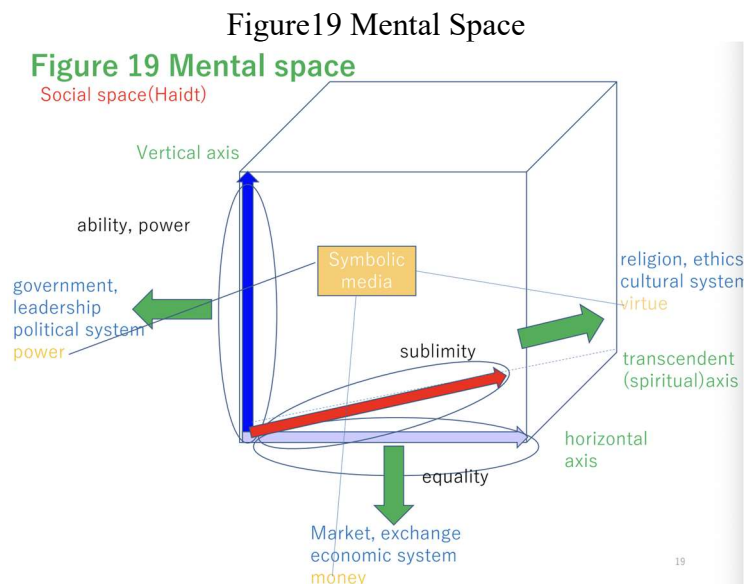 Figure19 Mental Space
Figure 19 Mental space
Social space(Haidt)
Vertical axis
ability, power
Symbolic
media
government,
leadership
political system
power
religion, ethics
cultural system
virtue
sublimity
transcendent
(spiritual)axis
horizontal
axis
equality
Market, exchange
economic system
money
19